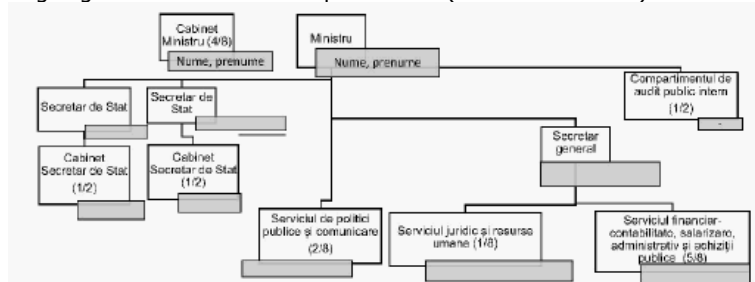 Cabinet
Ministru (4/8)
Nume, prenume
Ministru
Nume, prenume
Compartimentul de
audit public intern
(1/2)
Secretar de Stat
Secretar de
Stat
Secretar
general
Cabinet
Secretar de Stat
(1/2)
Cabinet
Secretar de Stat
(1/2)
Serviciul de politici
publice și comunicare
(2/8)
Serviciul juridic și resurse
umane (1/8)
Serviciul financiar-
contabilitate, salarizare,
administrativ și achiziții
publice (5/8)